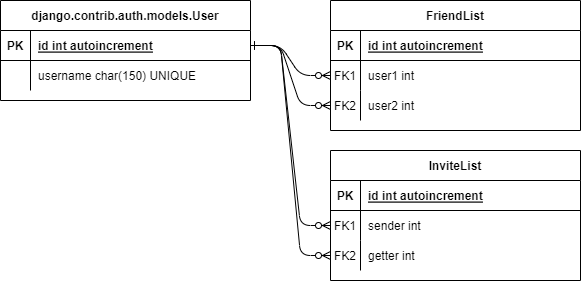 django.contrib.auth.models.User
PK id int autoincrement
username char(150) UNIQUE
FriendList
PK id int autoincrement
FK1 user1 int
FK2 user2 int
InviteList
PK id int autoincrement
FK1 sender int
FK2 getter int